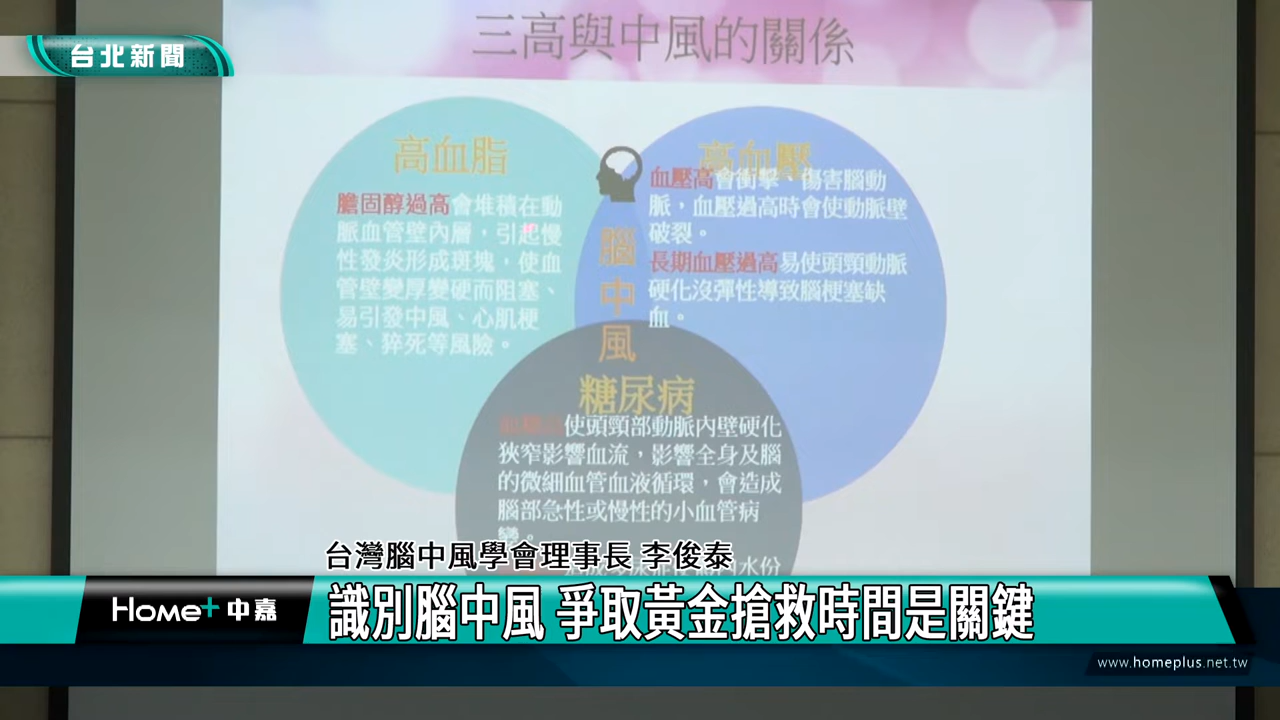 台北新聞
三高與中風的關係
高血脂
膽固醇過高會堆積在動
脈血管壁內層，引起慢
性發炎形成斑塊，使血
管壁變厚變硬而阻塞、
易引發中風、心肌梗
塞、猝死等風險。
高血壓
血壓高會衝擊、傷害腦動
脈，血壓過高時會使動脈壁
破裂。
長期血壓過高易使頭頸動脈
硬化沒彈性導致腦梗塞缺
血。
腦中風
糖尿病
使頭頸部動脈內壁硬化
狹窄影響血流，影響全身及腦
的微細血管血液循環，會造成
腦部急性或慢性的小血管病
變。
水份
台灣腦中風學會理事長 李俊泰
Home+ 中嘉
識別腦中風 爭取黃金搶救時間是關鍵
www.homeplus.net.tw